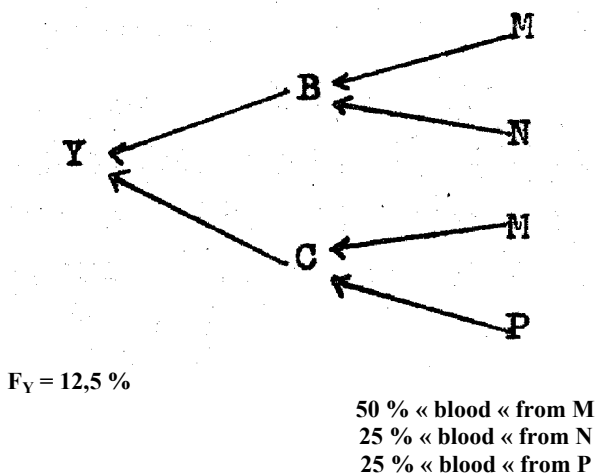 M
B
N
Y
M
C
P
F_Y = 12,5 %
50 % « blood « from M
25 % « blood « from N
25 % « blood « from P